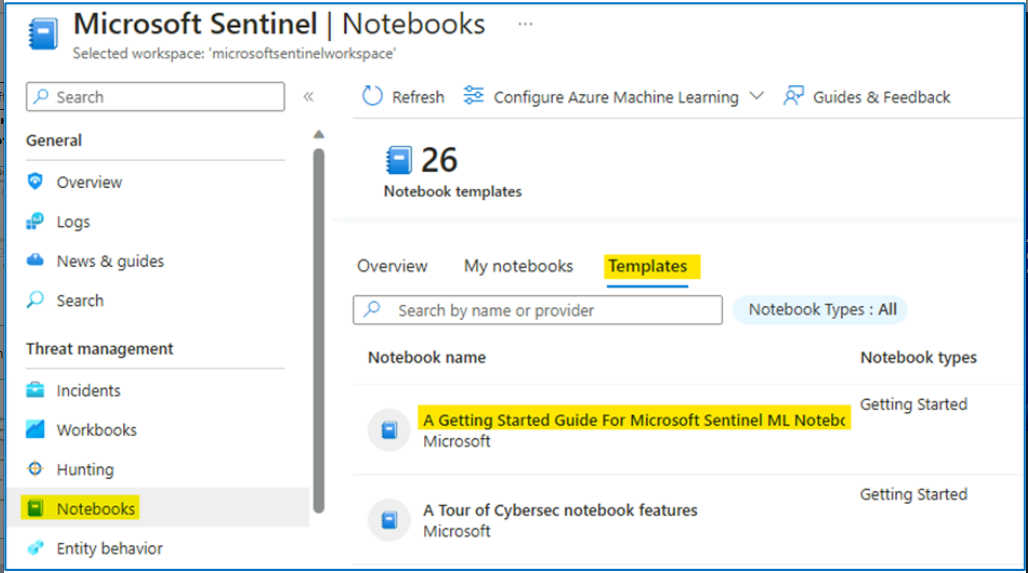 Microsoft Sentinel | Notebooks ...
Selected workspace: 'microsoftsentinelworkspace'
Search
«
General
Overview
Logs
News & guides
Search
Threat management
Incidents
Workbooks
Hunting
Notebooks
Entity behavior
Refresh Configure Azure Machine Learning Guides & Feedback
26
Notebook templates
Overview My notebooks Templates
Search by name or provider Notebook Types : All
Notebook name Notebook types
A Getting Started Guide For Microsoft Sentinel ML Notebo Getting Started
Microsoft
A Tour of Cybersec notebook features Getting Started
Microsoft